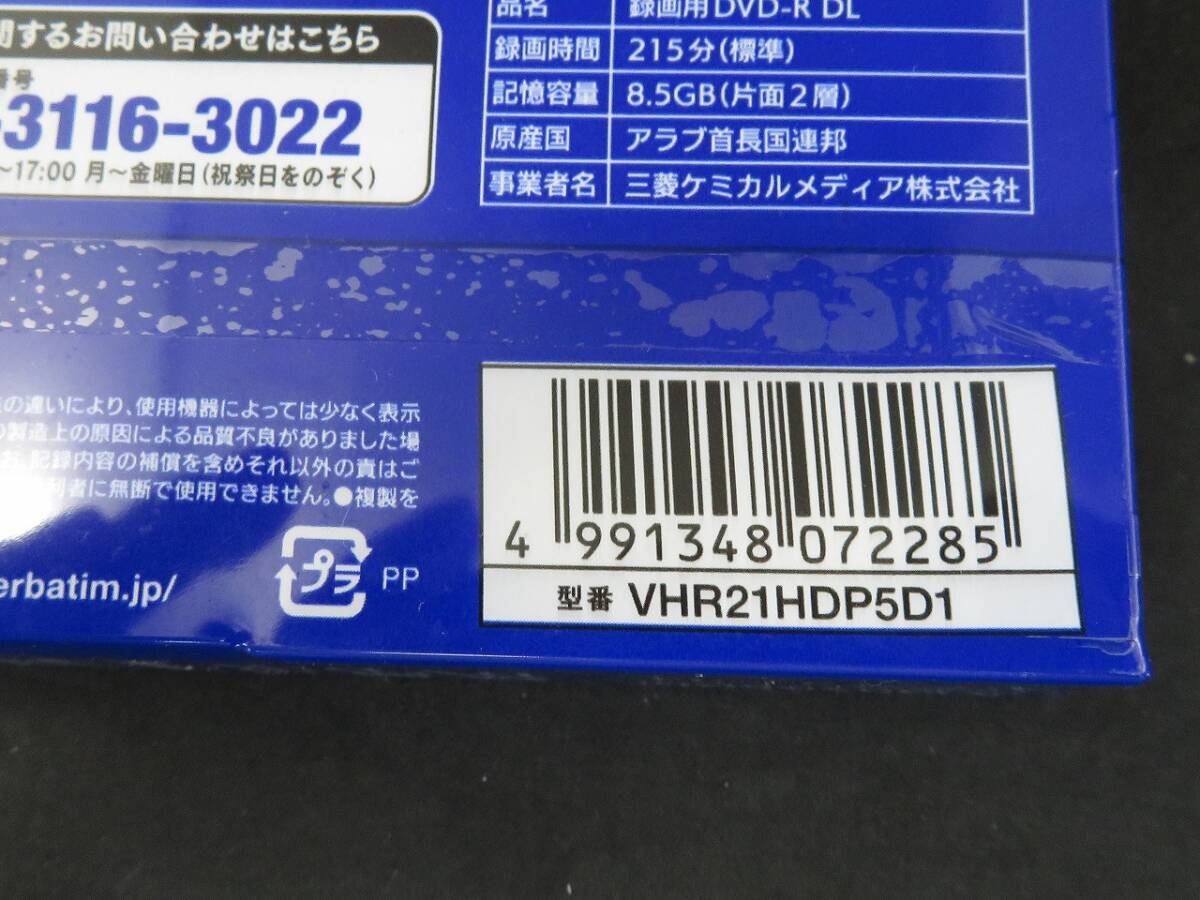 するお問い合わせはこちら
番号
-3116-3022
～17:00 月～金曜日(祝祭日をのぞく)
品名 録画用DVD-R DL
録画時間 215分(標準)
記憶容量 8.5GB(片面2層)
原産国 アラブ首長国連邦
事業者名 三菱ケミカルメディア株式会社
の違いにより、使用機器によっては少なく表示
の製造上の原因による品質不良がありました場
お、記録内容の補償を含めそれ以外の責はご
利者に無断で使用できません。●複製を
erbatim.jp/
プラ PP
4 991348 072285
型番 VHR21HDP5D1